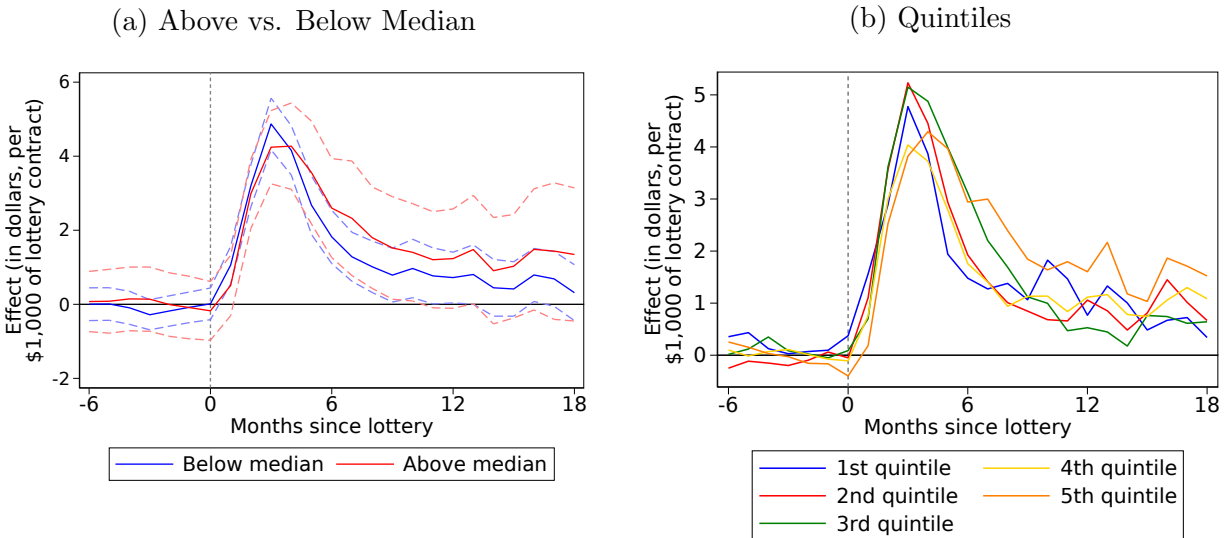 (a) Above vs. Below Median
Effect (in dollars, per
$1,000 of lottery contract)
6
4
2
0
-2
-6
0
6
12
18
Months since lottery
Below median
Above median
(b) Quintiles
Effect (in dollars, per
$1,000 of lottery contract)
5
4
3
2
1
0
-6
0
6
12
18
Months since lottery
1st quintile
4th quintile
2nd quintile
5th quintile
3rd quintile